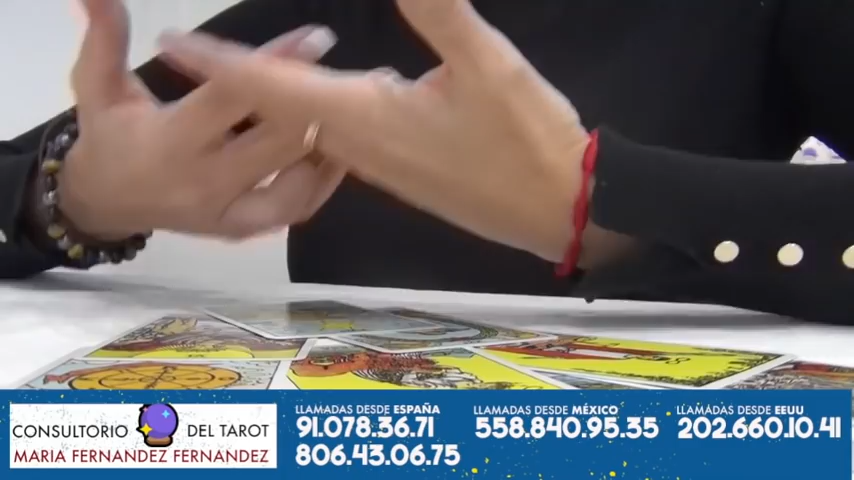 CONSULTORIO DEL TAROT
MARIA FERNANDEZ FERNANDEZ
LLAMADAS DESDE ESPAÑA
91.078.36.71
806.43.06.75
LLAMADAS DESDE MÉXICO
558.840.95.35
LLAMADAS DESDE EEUU
202.660.10.41